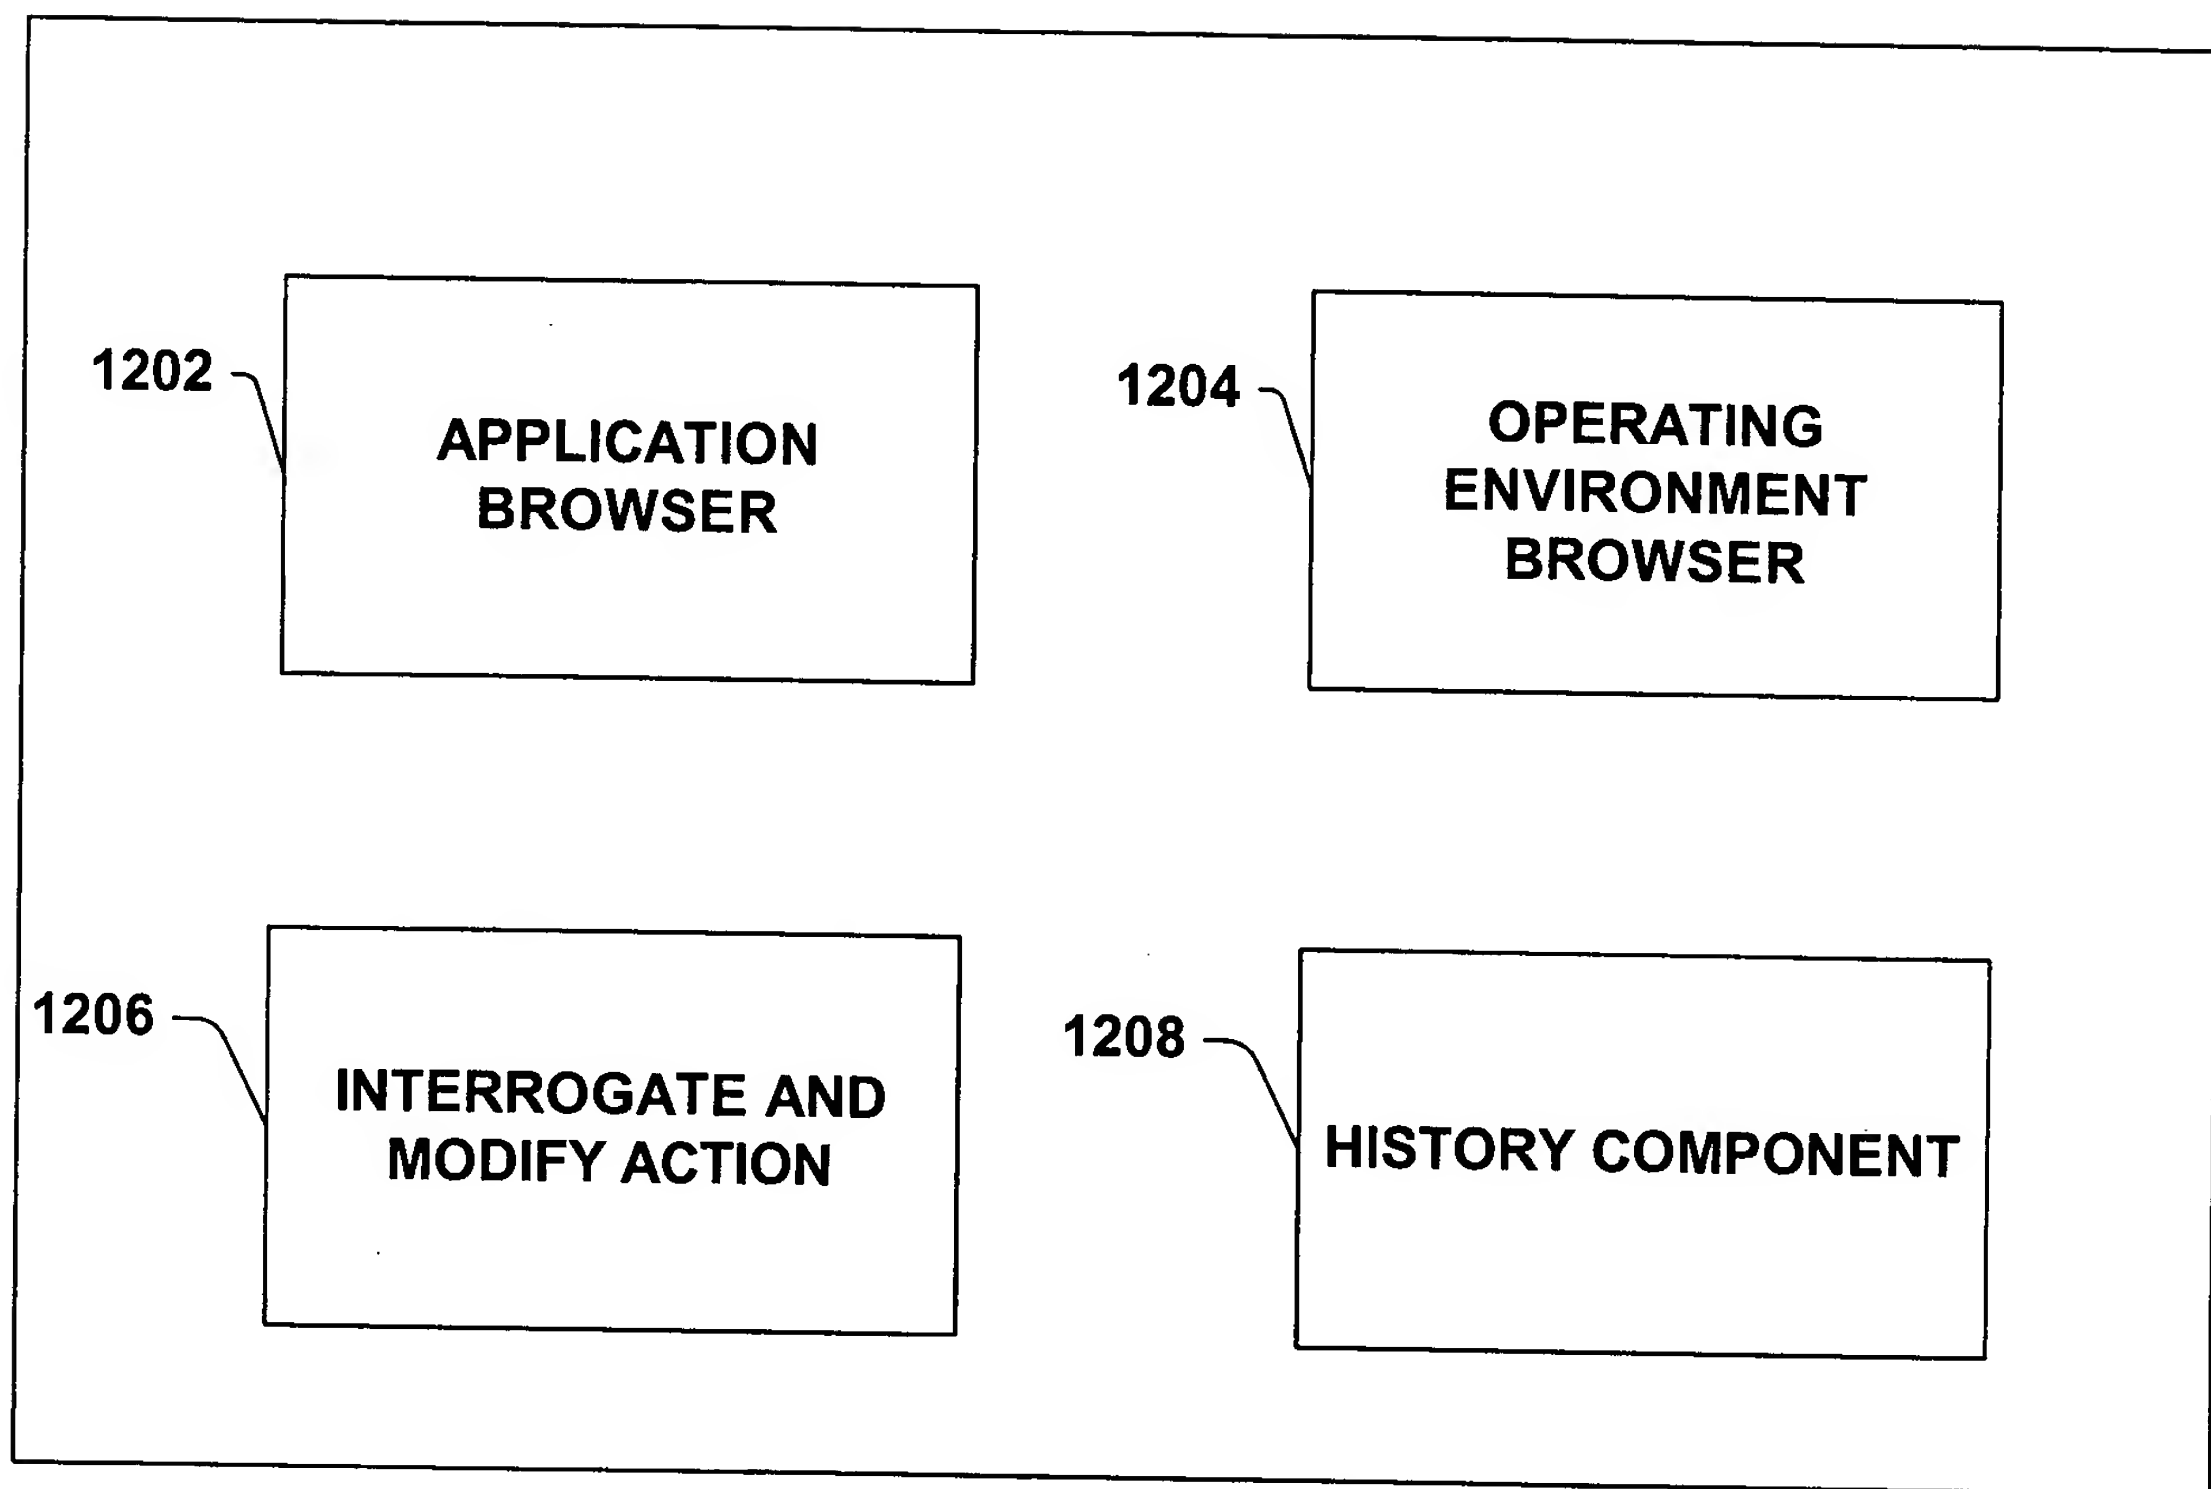 1202
APPLICATION
BROWSER
1204
OPERATING
ENVIRONMENT
BROWSER
1206
INTERROGATE AND
MODIFY ACTION
1208
HISTORY COMPONENT